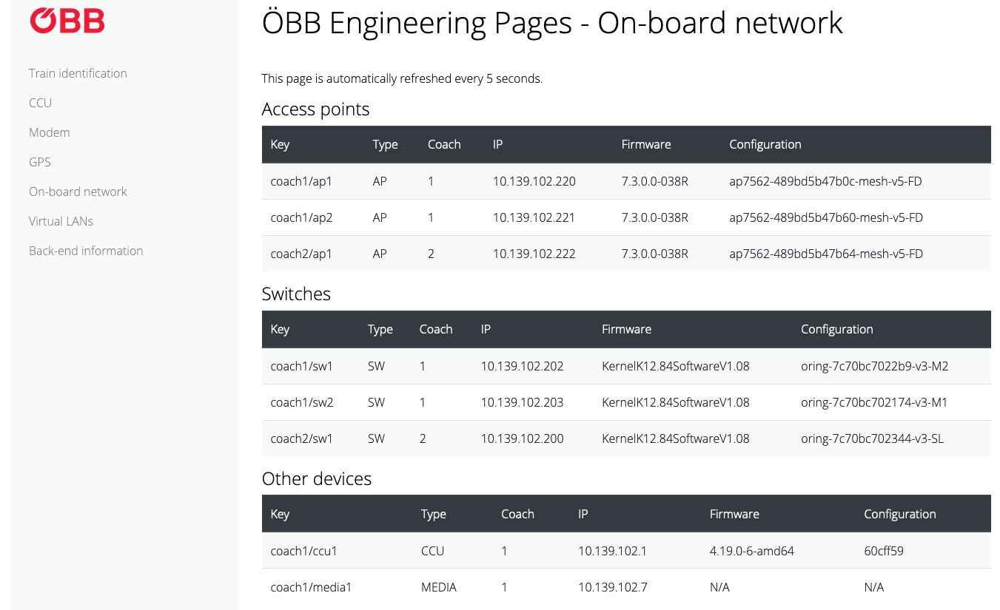 ÖBB
Train identification
CCU
Modem
GPS
On-board network
Virtual LANs
Back-end information
ÖBB Engineering Pages - On-board network
This page is automatically refreshed every 5 seconds.
Access points
Key Type Coach IP Firmware Configuration
coach1/ap1 AP 1 10.139.102.220 7.3.0.0-038R ap7562-489bd5b47b0c-mesh-v5-FD
coach1/ap2 AP 1 10.139.102.221 7.3.0.0-038R ap7562-489bd5b47b60-mesh-v5-FD
coach2/ap1 AP 2 10.139.102.222 7.3.0.0-038R ap7562-489bd5b47b64-mesh-v5-FD
Switches
Key Type Coach IP Firmware Configuration
coach1/sw1 SW 1 10.139.102.202 KernelK12.84SoftwareV1.08 oring-7c70bc7022b9-v3-M2
coach1/sw2 SW 1 10.139.102.203 KernelK12.84SoftwareV1.08 oring-7c70bc702174-v3-M1
coach2/sw1 SW 2 10.139.102.200 KernelK12.84SoftwareV1.08 oring-7c70bc702344-v3-SL
Other devices
Key Type Coach IP Firmware Configuration
coach1/ccu1 CCU 1 10.139.102.1 4.19.0-6-amd64 60cff59
coach1/media1 MEDIA 1 10.139.102.7 N/A N/A